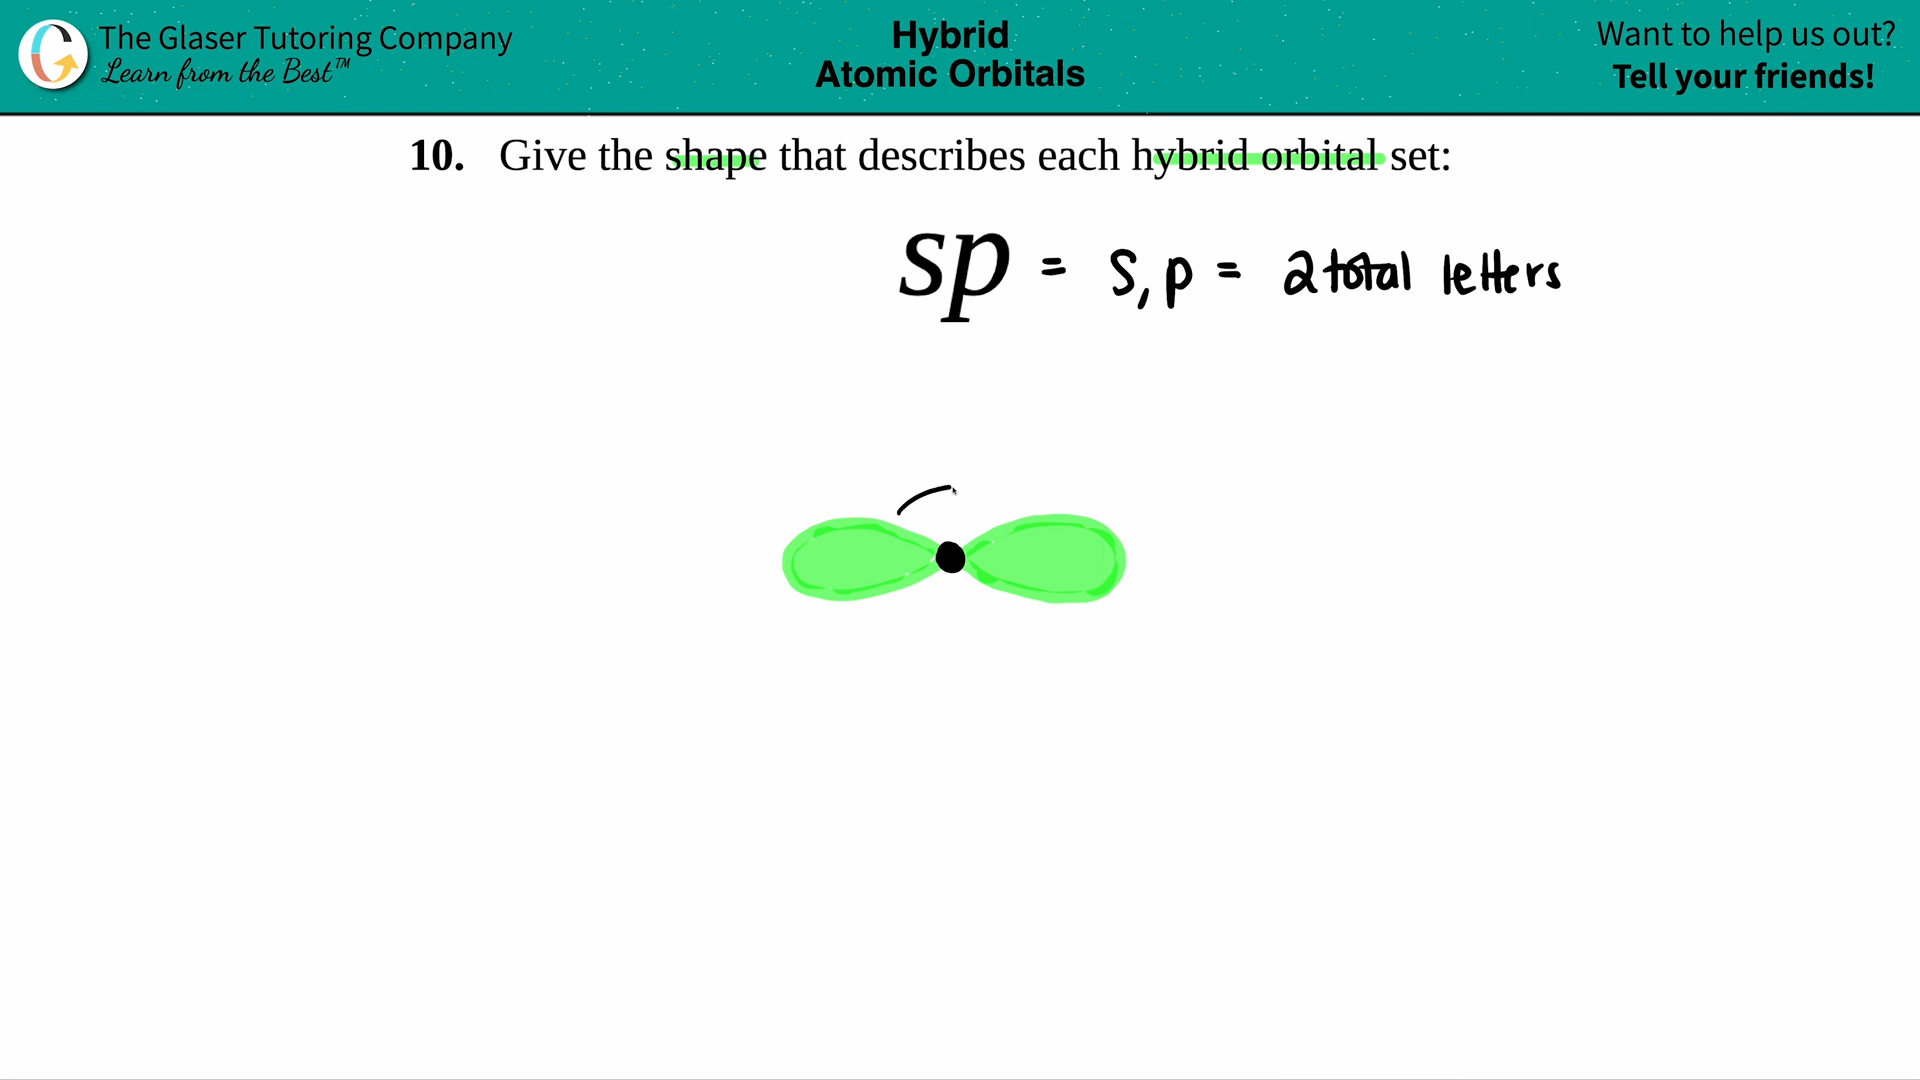 The Glaser Tutoring Company
Learn from the Best™
Hybrid
Atomic Orbitals
Want to help us out?
Tell your friends!
10. Give the shape that describes each hybrid orbital set:
sp = s, p = 2 total letters